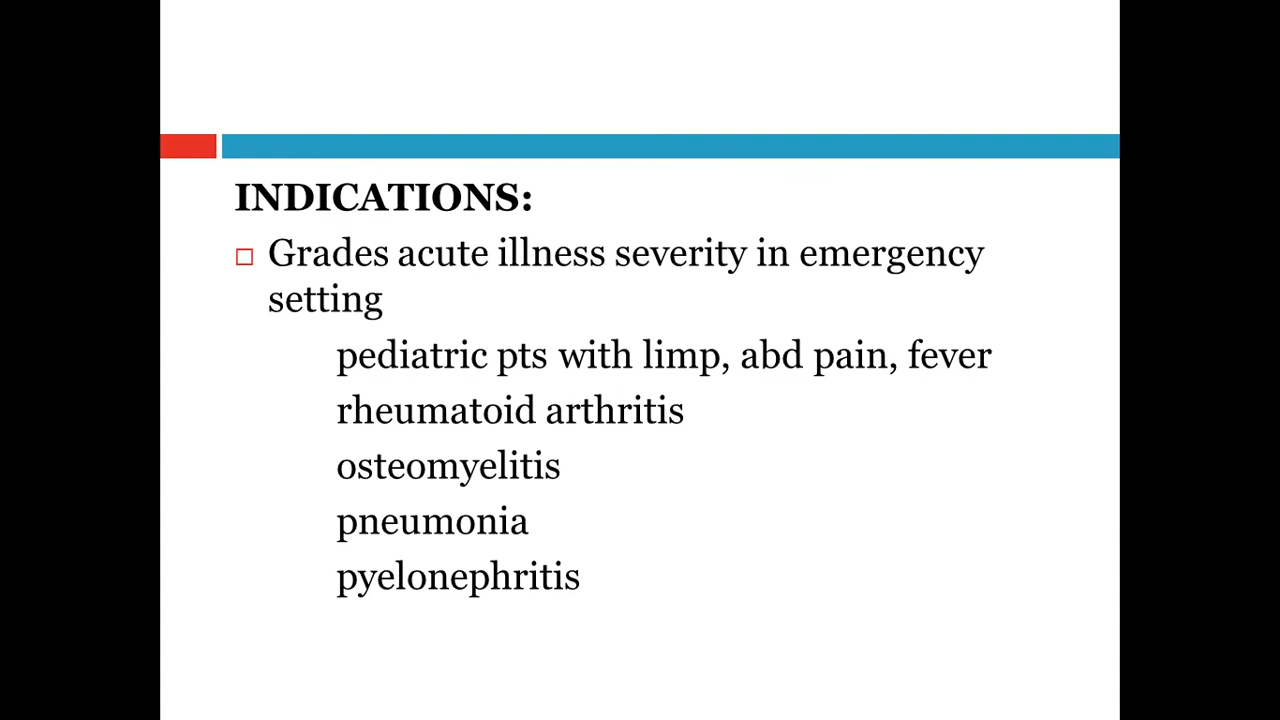 INDICATIONS:
Grades acute illness severity in emergency
setting
pediatric pts with limp, abd pain, fever
rheumatoid arthritis
osteomyelitis
pneumonia
pyelonephritis